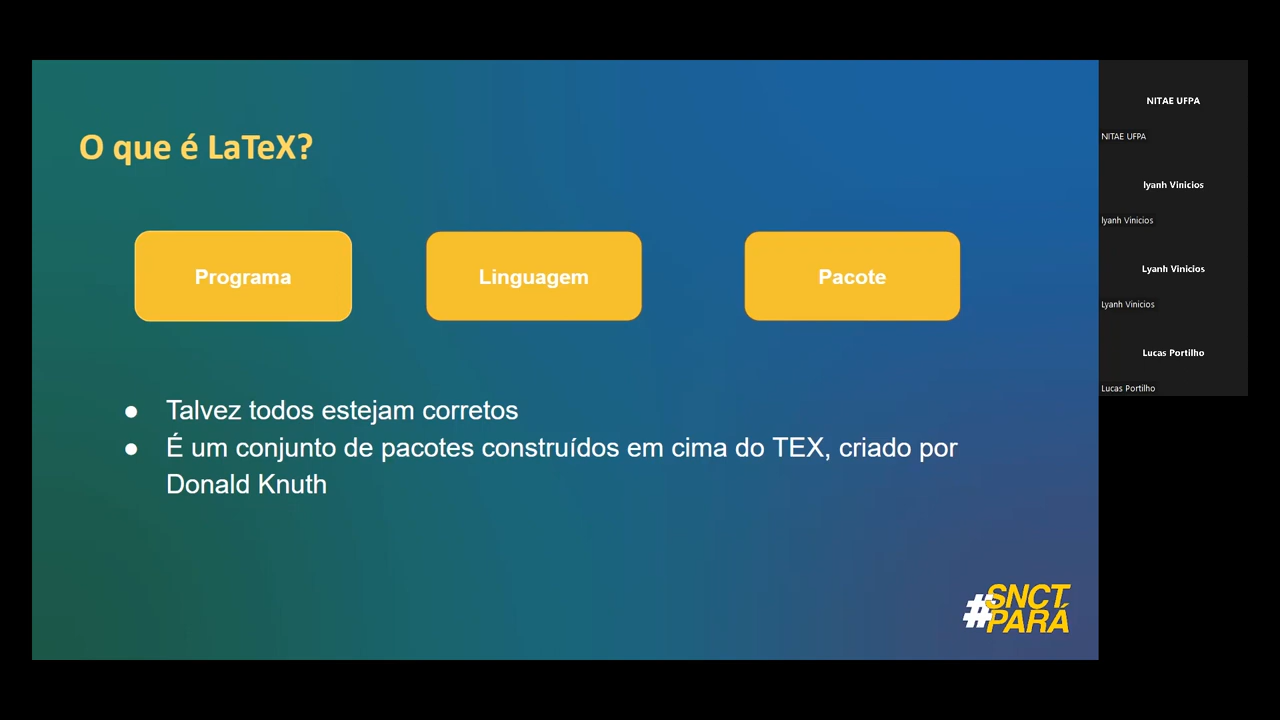 O que é LaTeX?
Programa
Linguagem
Pacote
● Talvez todos estejam corretos
● É um conjunto de pacotes construídos em cima do TEX, criado por
Donald Knuth
#SNCT
PARÁ
NITAE UFPA
NITAE UFPA
lyanh Vinicios
lyanh Vinicios
Lyanh Vinicios
Lyanh Vinicios
Lucas Portilho
Lucas Portilho